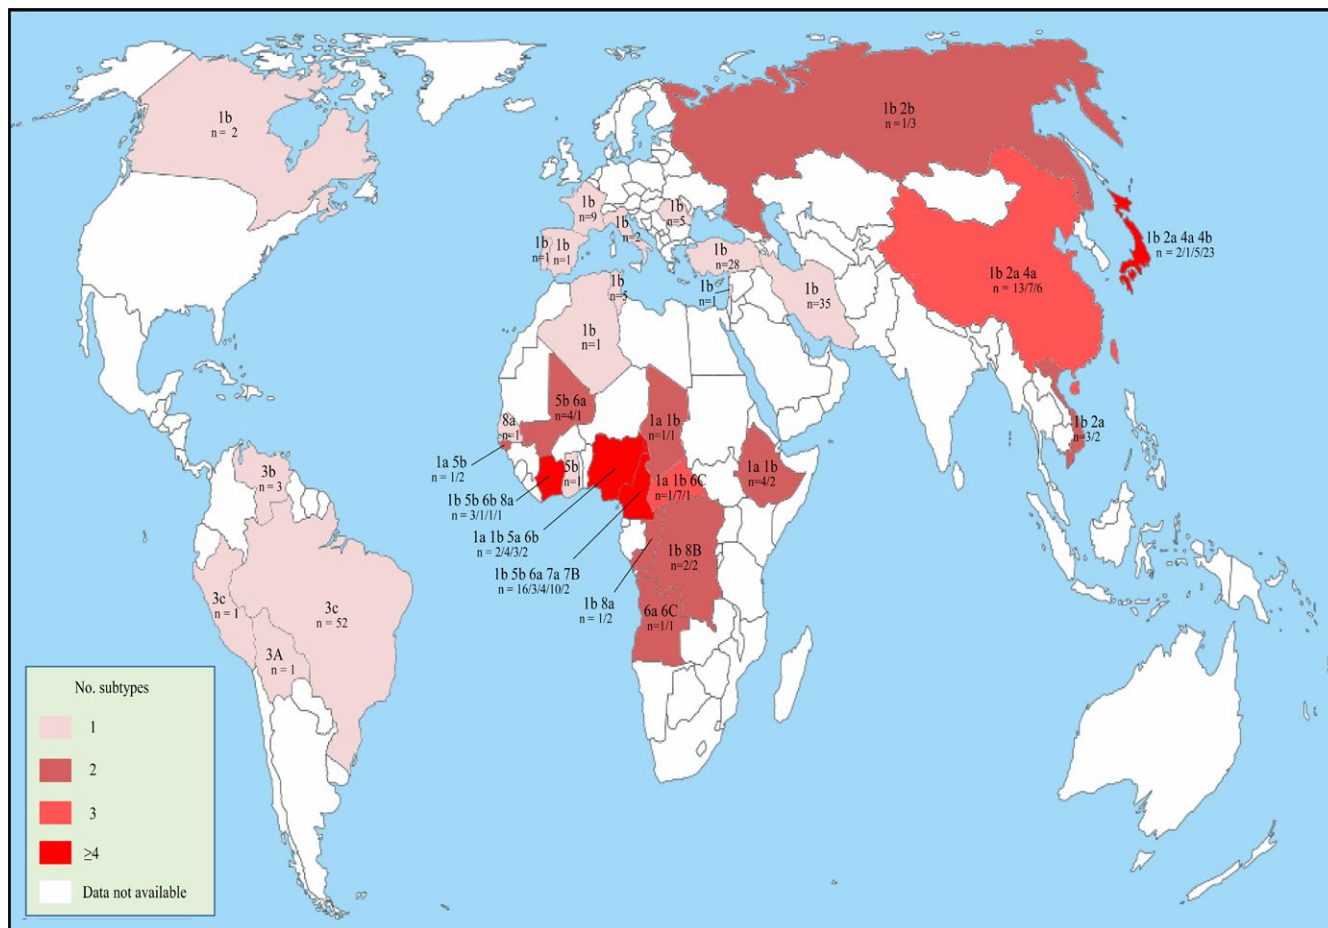 1b
n = 2
1b 2b
n = 1/3
1b
n=9
1b
n=2
1b
n=5
1b
n=1
1b
n=1
1b
n=28
1b
n=1
1b
n=35
1b 2a 4a
n = 13/7/6
1b 2a 4a 4b
n = 2/1/5/23
1b
n=5
1b
n=1
5b 6a
n=4/1
8a
n=1
1a 5b
n = 1/2
1b 5b 6b 8a
n = 3/1/1/1
5b
n=1
1a 1b
n=1/1
1a 1b 6C
n=1/7/1
1a 1b
n=4/2
1b 2a
n=3/2
1a 1b 5a 6b
n = 2/4/3/2
1b 5b 6a 7a 7B
n = 16/3/4/10/2
1b 8a
n = 1/2
1b 8B
n=2/2
6a 6C
n=1/1
3b
n = 3
3c
n = 1
3c
n = 52
3A
n = 1
No. subtypes
1
2
3
≥4
Data not available